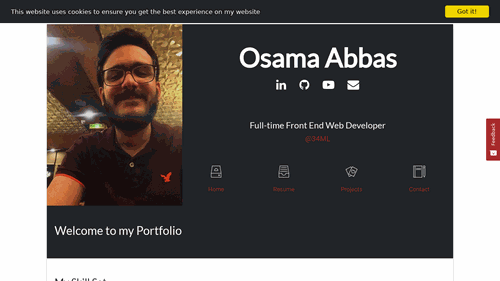 This website uses cookies to ensure you get the best experience on my website
Got it!
Osama Abbas
Full-time Front End Web Developer
@34ML
Home
Resume
Projects
Contact
Feedback
Welcome to my Portfolio
My Skill Set